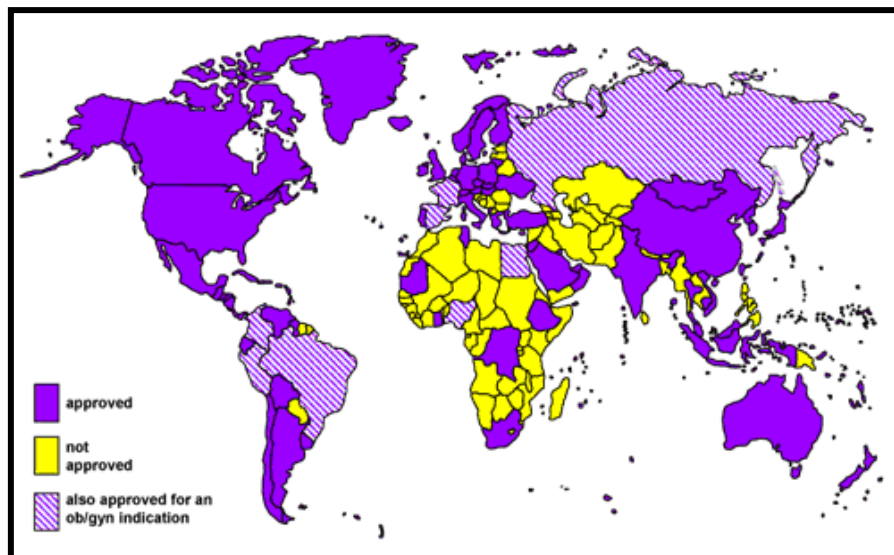 approved
not
approved
also approved for an
ob/gyn indication